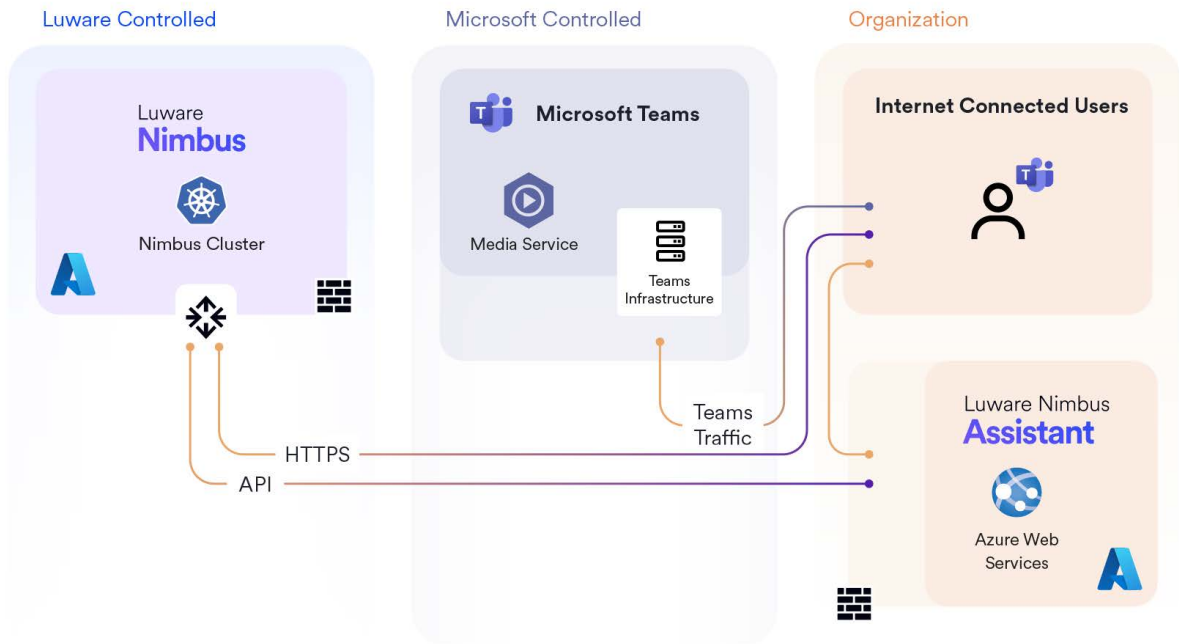 Luware Controlled
Microsoft Controlled
Organization
Luware
Nimbus
Nimbus Cluster
T
Microsoft Teams
Media Service
Teams
Infrastructure
Internet Connected Users
T
HTTPS
API
Teams
Traffic
Luware Nimbus
Assistant
Azure Web
Services